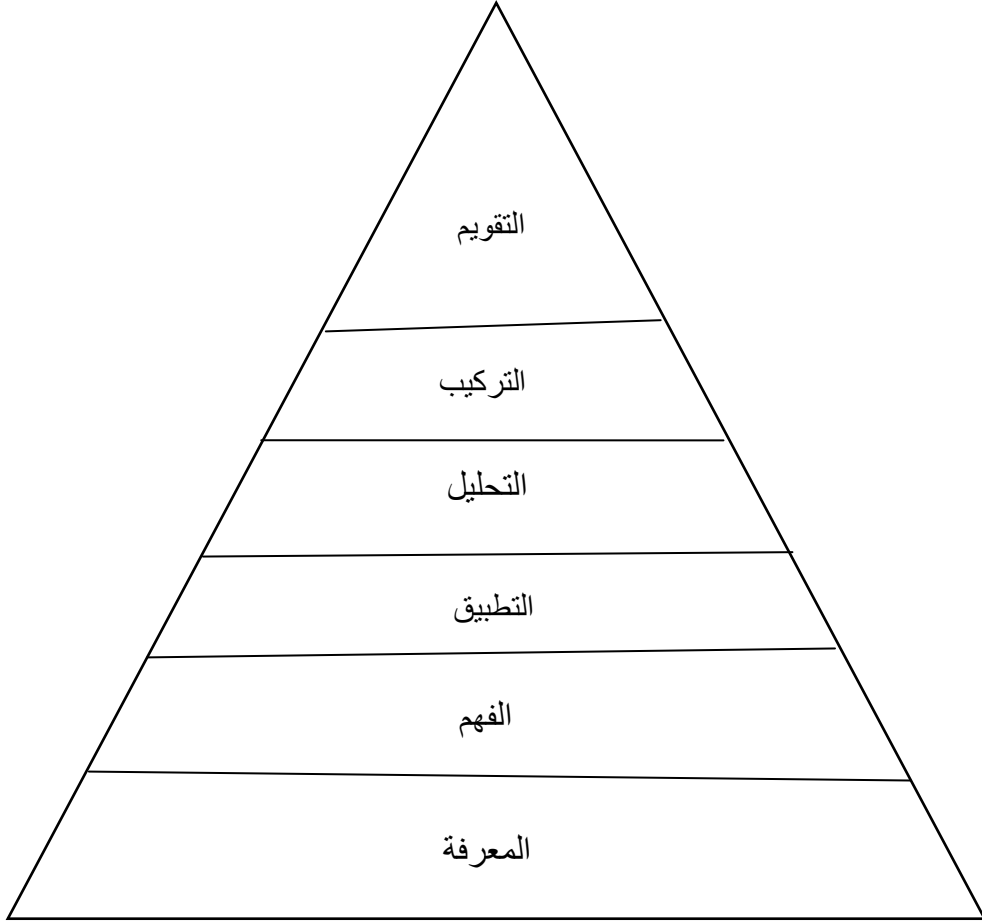 التقويم
التركيب
التحليل
التطبيق
الفهم
المعرفة